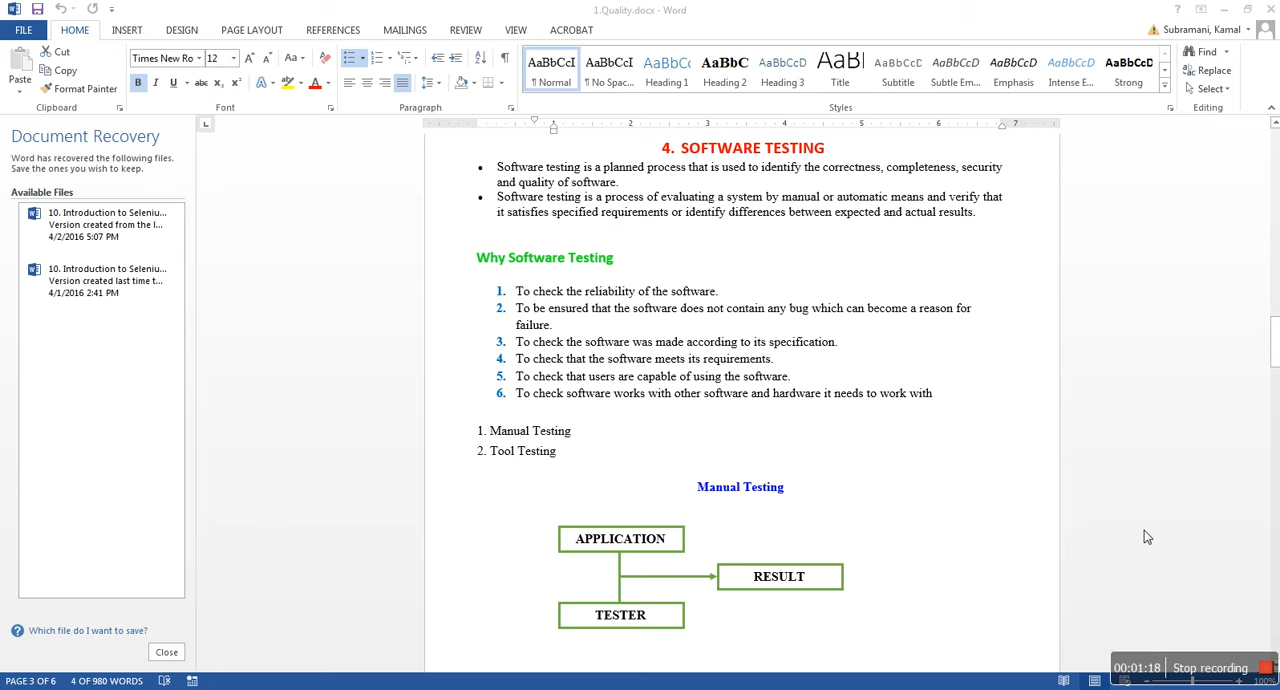 1.Quality.docx - Word
Subramani, Kamal
FILE HOME INSERT DESIGN PAGE LAYOUT REFERENCES MAILINGS REVIEW VIEW ACROBAT
Paste
Cut
Copy
Format Painter
Clipboard
Times New Ro 12
Font
Paragraph
AaBbCcI AaBbCcI AaBbCc AaBbC AaBbCcD AaBl AaBbCcD AaBbCcD AaBbCcD AaBbCcD AaBbCcD
¶ Normal ¶ No Spac... Heading 1 Heading 2 Heading 3 Title Subtitle Subtle Em... Emphasis Intense E... Strong
Styles
Find
Replace
Select
Editing
Document Recovery
Word has recovered the following files.
Save the ones you wish to keep.
Available Files
10. Introduction to Seleniu...
Version created from the l...
4/2/2016 5:07 PM
10. Introduction to Seleniu...
Version created last time t...
4/1/2016 2:41 PM
Which file do I want to save?
Close
4. SOFTWARE TESTING
• Software testing is a planned process that is used to identify the correctness, completeness, security
and quality of software.
• Software testing is a process of evaluating a system by manual or automatic means and verify that
it satisfies specified requirements or identify differences between expected and actual results.
Why Software Testing
1. To check the reliability of the software.
2. To be ensured that the software does not contain any bug which can become a reason for
failure.
3. To check the software was made according to its specification.
4. To check that the software meets its requirements.
5. To check that users are capable of using the software.
6. To check software works with other software and hardware it needs to work with
1. Manual Testing
2. Tool Testing
Manual Testing
APPLICATION
RESULT
TESTER
00:01:18 Stop recording
PAGE 3 OF 6 4 OF 980 WORDS
100%